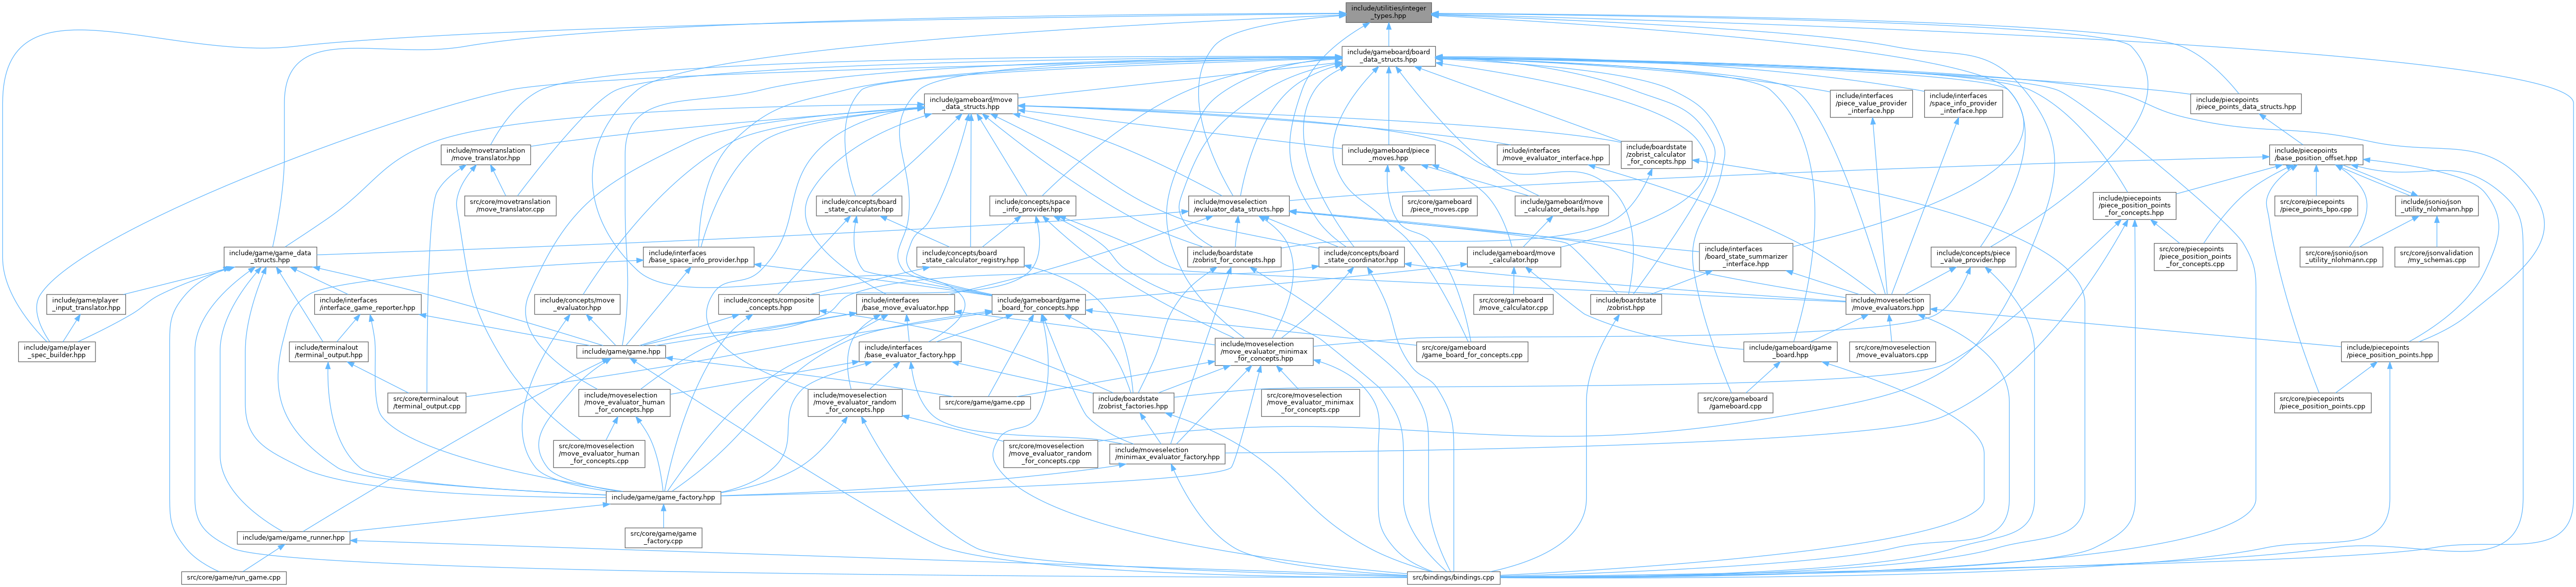 include/utilities/integer
_types.hpp
include/gameboard/board
_data_structs.hpp
include/gameboard/move
_data_structs.hpp
include/interfaces
/piece_value_provider
_interface.hpp
include/interfaces
/space_info_provider
_interface.hpp
include/piecepoints
/piece_points_data_structs.hpp
include/movetranslation
/move_translator.hpp
include/gameboard/piece
_moves.hpp
include/interfaces
/move_evaluator_interface.hpp
include/boardstate
/zobrist_calculator
_for_concepts.hpp
include/piecepoints
/base_position_offset.hpp
src/core/movetranslation
/move_translator.cpp
include/concepts/board
_state_calculator.hpp
include/concepts/space
_info_provider.hpp
include/moveselection
/evaluator_data_structs.hpp
src/core/gameboard
/piece_moves.cpp
include/gameboard/move
_calculator_details.hpp
include/piecepoints
/piece_position_points
_for_concepts.hpp
src/core/piecepoints
/piece_points_bpo.cpp
include/jsonio/json
_utility_nlohmann.hpp
include/game/game_data
_structs.hpp
include/interfaces
/base_space_info_provider.hpp
include/concepts/board
_state_calculator_registry.hpp
include/boardstate
/zobrist_for_concepts.hpp
include/concepts/board
_state_coordinator.hpp
include/gameboard/move
_calculator.hpp
include/interfaces
/board_state_summarizer
_interface.hpp
include/concepts/piece
_value_provider.hpp
src/core/piecepoints
/piece_position_points
_for_concepts.cpp
src/core/jsonio/json
_utility_nlohmann.cpp
src/core/jsonvalidation
/my_schemas.cpp
include/game/player
_input_translator.hpp
include/interfaces
/interface_game_reporter.hpp
include/concepts/move
_evaluator.hpp
include/concepts/composite
_concepts.hpp
include/interfaces
/base_move_evaluator.hpp
include/gameboard/game
_board_for_concepts.hpp
src/core/gameboard
/move_calculator.cpp
include/boardstate
/zobrist.hpp
include/moveselection
/move_evaluators.hpp
include/game/player
_spec_builder.hpp
include/terminalout
/terminal_output.hpp
include/game/game.hpp
include/interfaces
/base_evaluator_factory.hpp
include/moveselection
/move_evaluator_minimax
_for_concepts.hpp
src/core/gameboard
/game_board_for_concepts.cpp
include/gameboard/game
_board.hpp
src/core/moveselection
/move_evaluators.cpp
include/piecepoints
/piece_position_points.hpp
src/core/terminalout
/terminal_output.cpp
include/moveselection
/move_evaluator_human
_for_concepts.hpp
include/moveselection
/move_evaluator_random
_for_concepts.hpp
src/core/game/game.cpp
include/boardstate
/zobrist_factories.hpp
src/core/moveselection
/move_evaluator_minimax
_for_concepts.cpp
src/core/gameboard
/gameboard.cpp
src/core/piecepoints
/piece_position_points.cpp
src/core/moveselection
/move_evaluator_human
_for_concepts.cpp
src/core/moveselection
/move_evaluator_random
_for_concepts.cpp
include/moveselection
/minimax_evaluator_factory.hpp
include/game/game_factory.hpp
include/game/game_runner.hpp
src/core/game/game
_factory.cpp
src/core/game/run_game.cpp
src/bindings/bindings.cpp